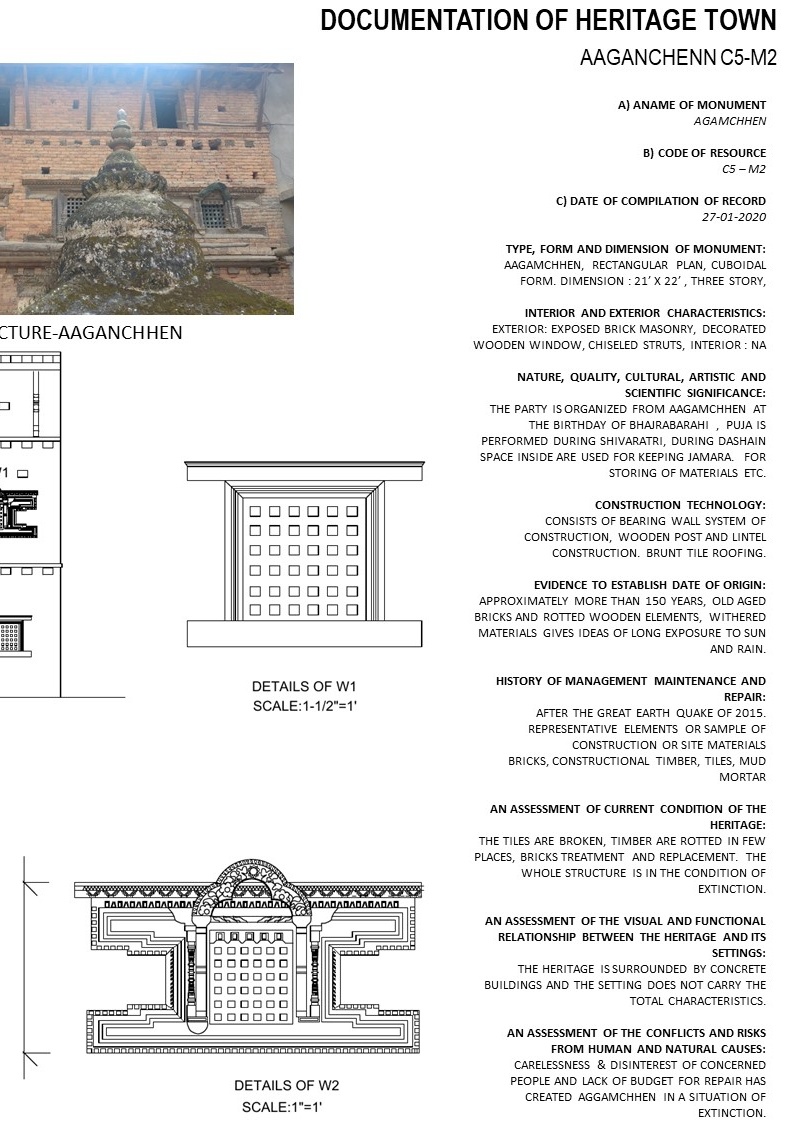 DOCUMENTATION OF HERITAGE TOWN
AAGANCHENN C5-M2
A) ANAME OF MONUMENT
AGAMCHHEN
B) CODE OF RESOURCE
C5 – M2
C) DATE OF COMPILATION OF RECORD
27-01-2020
TYPE, FORM AND DIMENSION OF MONUMENT:
AAGAMCHHEN, RECTANGULAR PLAN, CUBOIDAL
FORM. DIMENSION : 21’ X 22’ , THREE STORY,
INTERIOR AND EXTERIOR CHARACTERISTICS:
EXTERIOR: EXPOSED BRICK MASONRY, DECORATED
WOODEN WINDOW, CHISELED STRUTS, INTERIOR : NA
NATURE, QUALITY, CULTURAL, ARTISTIC AND
SCIENTIFIC SIGNIFICANCE:
THE PARTY IS ORGANIZED FROM AAGAMCHHEN AT
THE BIRTHDAY OF BHAJRABARAHI , PUJA IS
PERFORMED DURING SHIVARATRI, DURING DASHAIN
SPACE INSIDE ARE USED FOR KEEPING JAMARA. FOR
STORING OF MATERIALS ETC.
CONSTRUCTION TECHNOLOGY:
CONSISTS OF BEARING WALL SYSTEM OF
CONSTRUCTION, WOODEN POST AND LINTEL
CONSTRUCTION. BRUNT TILE ROOFING.
EVIDENCE TO ESTABLISH DATE OF ORIGIN:
APPROXIMATELY MORE THAN 150 YEARS, OLD AGED
BRICKS AND ROTTED WOODEN ELEMENTS, WITHERED
MATERIALS GIVES IDEAS OF LONG EXPOSURE TO SUN
AND RAIN.
HISTORY OF MANAGEMENT MAINTENANCE AND
REPAIR:
AFTER THE GREAT EARTH QUAKE OF 2015.
REPRESENTATIVE ELEMENTS OR SAMPLE OF
CONSTRUCTION OR SITE MATERIALS
BRICKS, CONSTRUCTIONAL TIMBER, TILES, MUD
MORTAR
AN ASSESSMENT OF CURRENT CONDITION OF THE
HERITAGE:
THE TILES ARE BROKEN, TIMBER ARE ROTTED IN FEW
PLACES, BRICKS TREATMENT AND REPLACEMENT. THE
WHOLE STRUCTURE IS IN THE CONDITION OF
EXTINCTION.
AN ASSESSMENT OF THE VISUAL AND FUNCTIONAL
RELATIONSHIP BETWEEN THE HERITAGE AND ITS
SETTINGS:
THE HERITAGE IS SURROUNDED BY CONCRETE
BUILDINGS AND THE SETTING DOES NOT CARRY THE
TOTAL CHARACTERISTICS.
AN ASSESSMENT OF THE CONFLICTS AND RISKS
FROM HUMAN AND NATURAL CAUSES:
CARELESSNESS & DISINTEREST OF CONCERNED
PEOPLE AND LACK OF BUDGET FOR REPAIR HAS
CREATED AGGAMCHHEN IN A SITUATION OF
EXTINCTION.
CTURE-AAGANCHHEN
DETAILS OF W1
SCALE:1-1/2"=1'
DETAILS OF W2
SCALE:1"=1'